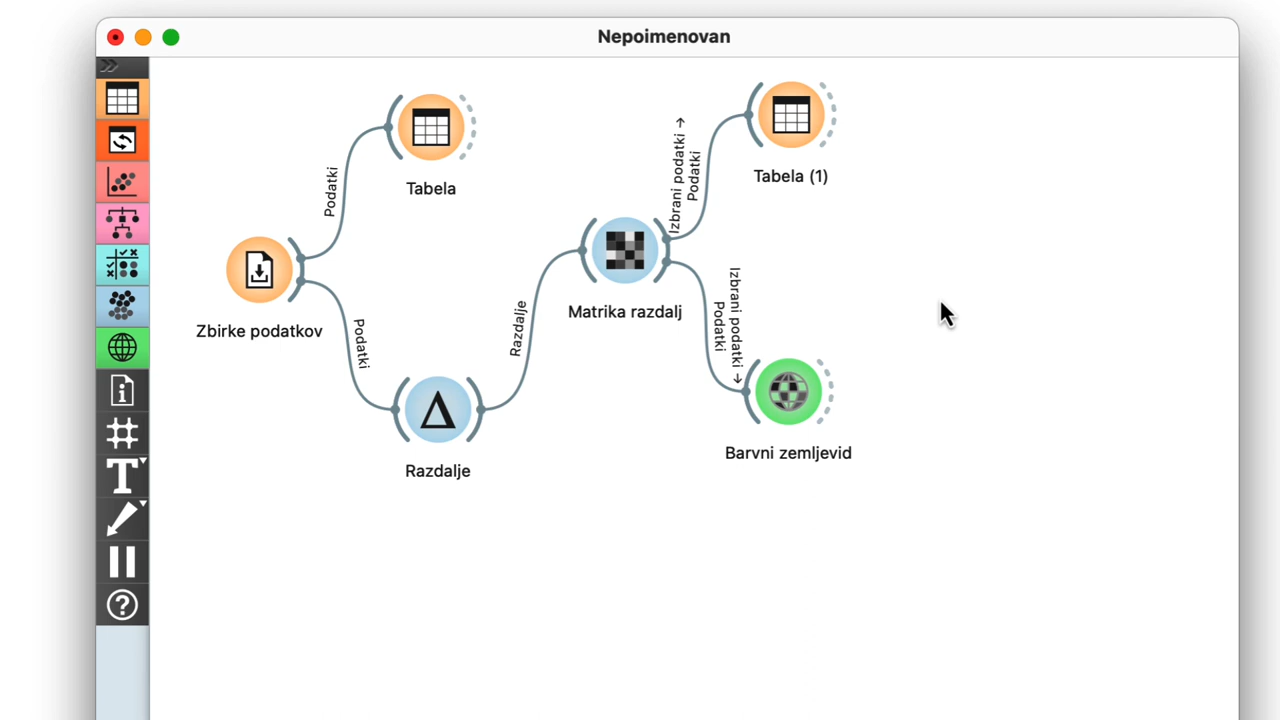 Nepoimenovan
Tabela
Tabela (1)
Podatki
Izbrani podatki →
Podatki
Zbirke podatkov
Matrika razdalj
Podatki
Razdalje
Izbrani podatki →
Podatki
Razdalje
Barvni zemljevid